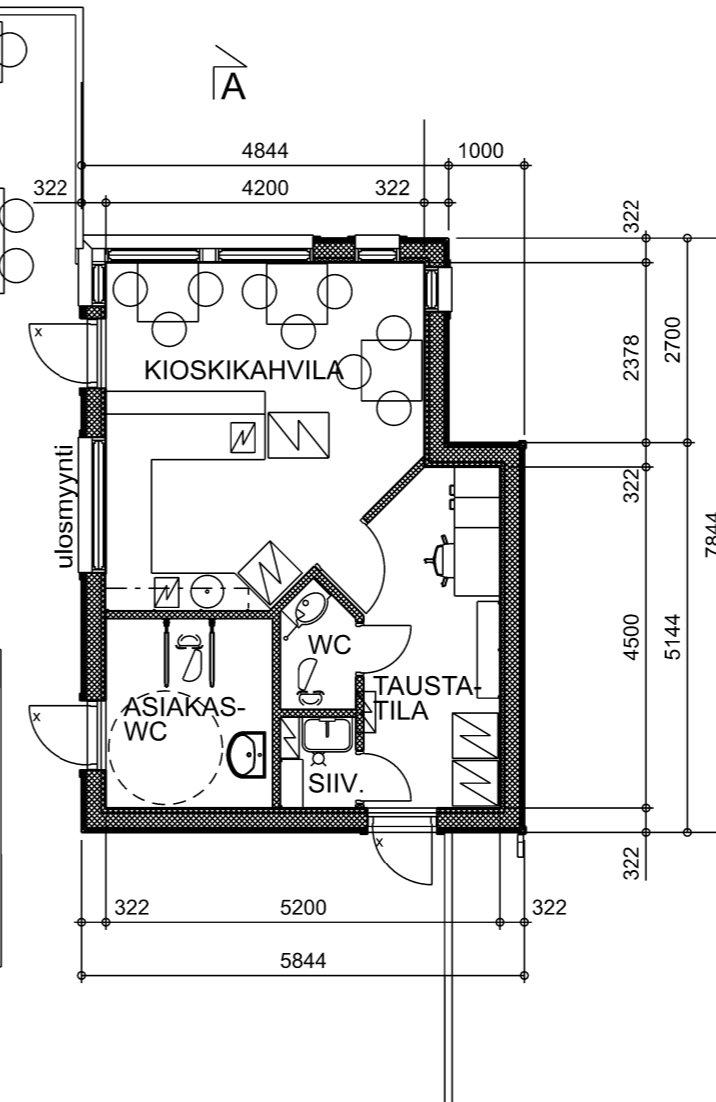 A
4844
1000
322
4200
322
322
2378
2700
KIOSKIKAHVILA
x
ulosmyynti
322
7844
4500
5144
WC
TAUSTA-
TILA
ASIAKAS-
WC
x
SIIV.
x
322
322
5200
322
5844